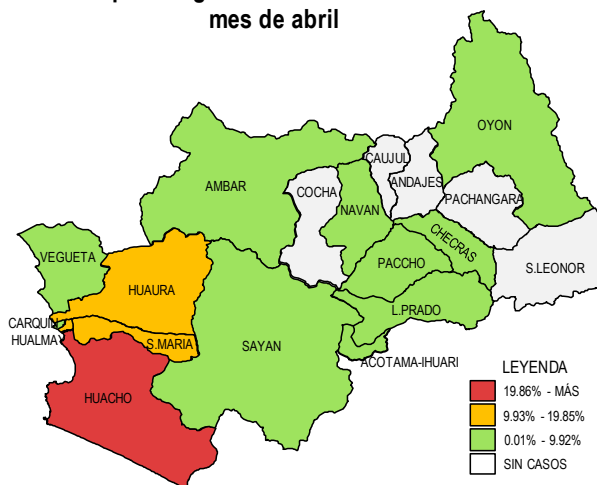 mes de abril
OYON
CAUJUL
AMBAR
COCHA
ANDAJES
NAVAN
PACHANGARA
CHECRAS
VEGUETA
PACCHO
S.LEONOR
HUAURA
L.PRADO
CARQUIN
HUALMAY
S.MARIA
SAYAN
ACOTAMA-IHUARI
HUACHO
LEYENDA
19.86% - MÁS
9.93% - 19.85%
0.01% - 9.92%
SIN CASOS